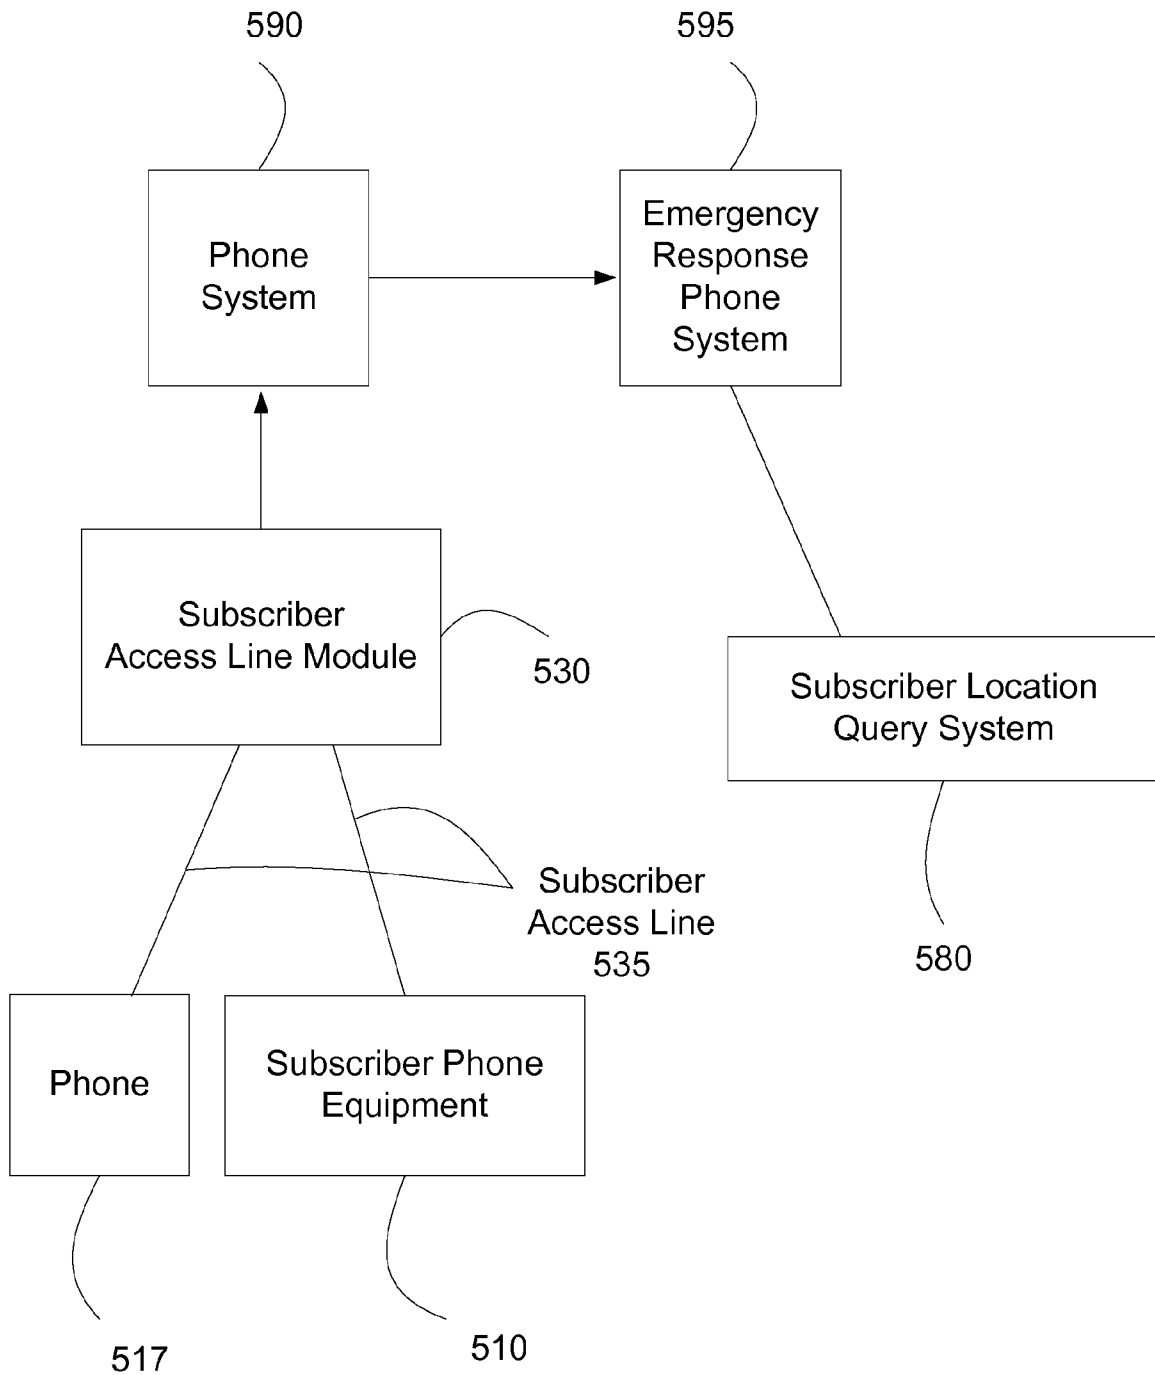 590
595
Phone
System
Emergency
Response
Phone
System
Subscriber
Access Line Module
530
Subscriber Location
Query System
Subscriber
Access Line
535
580
Phone
Subscriber Phone
Equipment
517
510